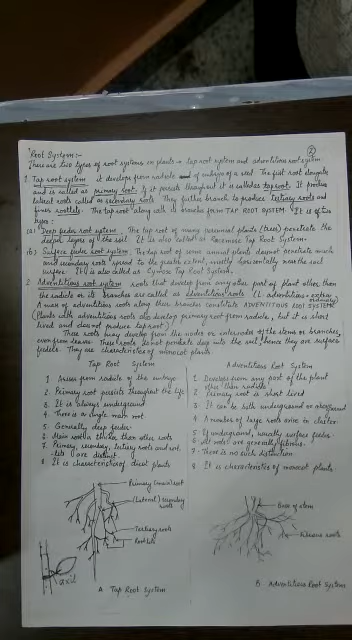 2
Root System:-
There are two types of root systems in plants - tap root system and adventitious root system
1. Tap root system it develops from radicle of embryo of a seed. The first root elongates
and is called as primary root. If it persists throughout it is called as tap root. It produces
lateral roots called as secondary roots. They further branch to produce Tertiary roots and
finer rootlets. The tap root along with its branches form TAP ROOT SYSTEM. It is of two
types:
(a) Deep feeder root system. The tap root of many perennial plants (trees) penetrate the
deeper layers of the soil. It is also called as Racemose Tap Root System.
(b) Surface feeder root system. The tap root of some annual plants does not penetrate much
and secondary roots spread to the greater extent, mostly horizontally near the soil
surface. It is also called as Cymose Tap Root System.
2. Adventitious root system roots that develop from any other part of plant other than
the radicle or its branches are called as adventitious roots (L. adventitious = extra
ordinary)
A mass of adventitious roots along their branches constitute ADVENTITIOUS ROOT SYSTEM
(Plants with adventitious roots also develop primary root from radicle, but it is short
lived and does not produce tap root)
These roots may develop from the nodes or internodes of the stems or branches,
even from leaves. These roots do not penetrate deep into the soil, hence they are surface
feeders. They are characteristics of monocot plants.
Tap Root System
1 Arises from radicle of the embryo
2. Primary root persists throughout the life
3. It is always underground
4 There is a single main root
5. Generally deep feeder
6. Main root is thicker than other roots
7. Primary, secondary, tertiary roots and root
-lets are distinct.
8 It is characteristic of dicot plants
Adventitious Root System
1. Develops from any part of the plant
other than radicle
2 Primary root is short lived
3. It can be both underground or aboveground
4 A number of large roots arise in cluster
5. If underground, usually surface feeder
6. All roots are generally fibrous.
7. There is no such distinction
8 It is characteristics of monocot plants.
Primary (main) root
(Lateral) secondary
roots
Tertiary roots
Rootlets
axil
A Tap Root System
Base of stem
Fibrous roots
B. Adventitious Root System